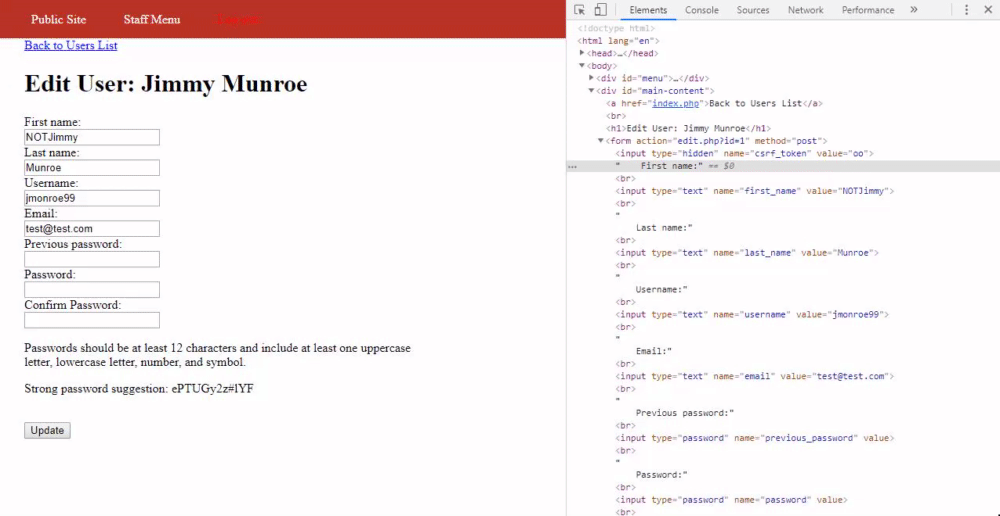 Public Site Staff Menu Log out
Back to Users List
Edit User: Jimmy Munroe
First name:
NOTJimmy
Last name:
Munroe
Username:
jmonroe99
Email:
test@test.com
Previous password:
Password:
Confirm Password:
Passwords should be at least 12 characters and include at least one uppercase
letter, lowercase letter, number, and symbol.
Strong password suggestion: ePTUGy2z#IYF
Update
Elements Console Sources Network Performance »
<!doctype html>
<html lang="en">
<head>…</head>
<body>
<div id="menu">…</div>
<div id="main-content">
<a href="index.php">Back to Users List</a>
<br>
<h1>Edit User: Jimmy Munroe</h1>
<form action="edit.php?id=1" method="post">
<input type="hidden" name="csrf_token" value="oo">
… " First name:" == $0
<br>
<input type="text" name="first_name" value="NOTJimmy">
<br>
"
Last name:"
<br>
<input type="text" name="last_name" value="Munroe">
<br>
"
Username:"
<br>
<input type="text" name="username" value="jmonroe99">
<br>
"
Email:"
<br>
<input type="text" name="email" value="test@test.com">
<br>
"
Previous password:"
<br>
<input type="password" name="previous_password" value>
<br>
"
Password:"
<br>
<input type="password" name="password" value>
<br>